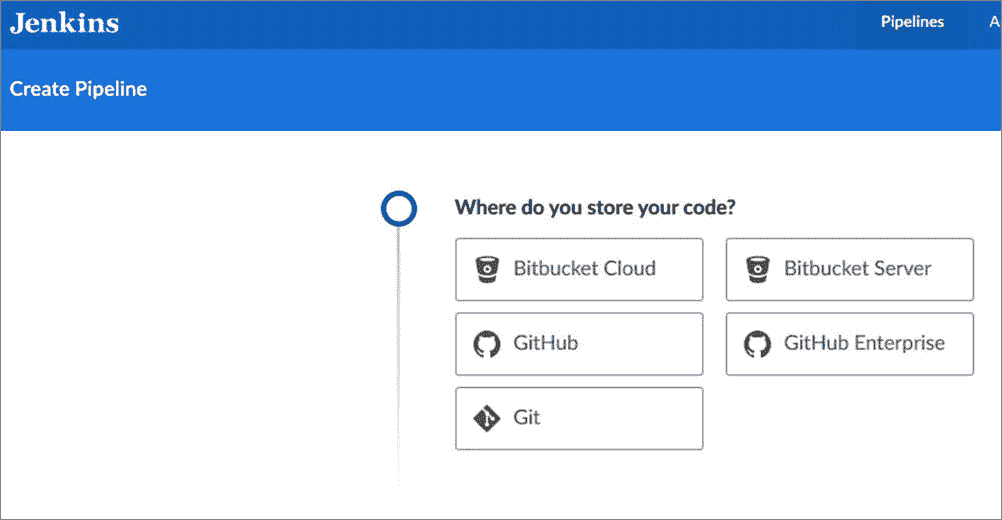 Jenkins
Pipelines
A
Create Pipeline
Where do you store your code?
Bitbucket Cloud
Bitbucket Server
GitHub
GitHub Enterprise
Git